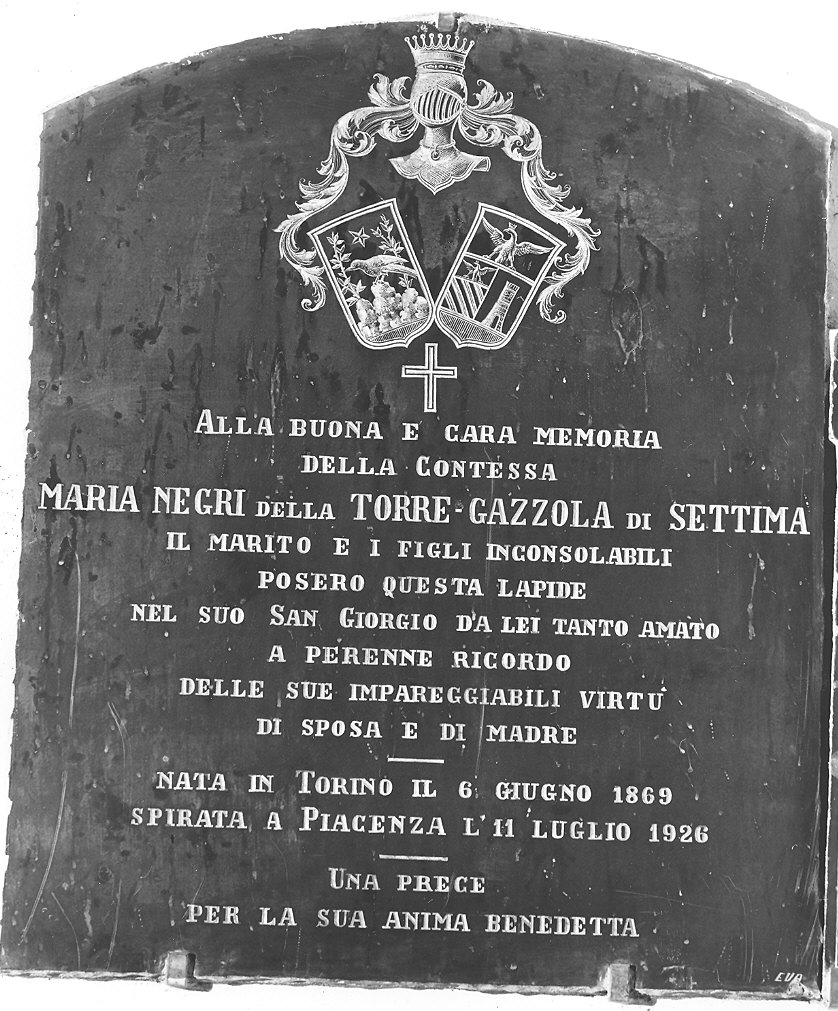 ALLA BUONA E CARA MEMORIA
DELLA CONTESSA
MARIA NEGRI DELLA TORRE-GAZZOLA DI SETTIMA
IL MARITO E I FIGLI INCONSOLABILI
POSERO QUESTA LAPIDE
NEL SUO SAN GIORGIO D'A LEI TANTO AMATO
A PERENNE RICORDO
DELLE SUE IMPAREGGIABILI VIRTU'
DI SPOSA E DI MADRE
NATA IN TORINO IL 6 GIUGNO 1869
SPIRATA A PIACENZA L'11 LUGLIO 1926
UNA PRECE
PER LA SUA ANIMA BENEDETTA
EVA